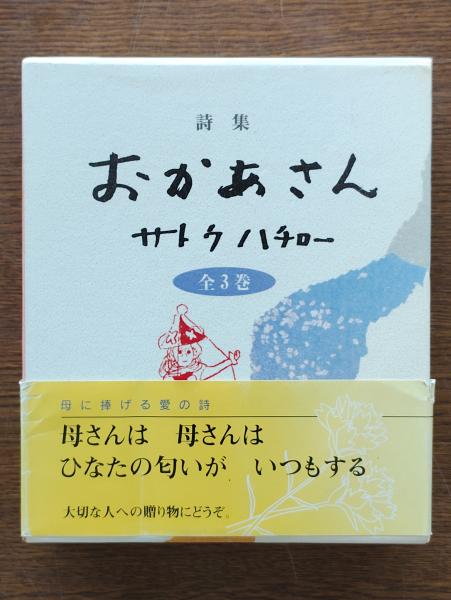 詩集
おかあさん
サトウハチロー
全3巻
母に捧げる愛の詩
母さんは 母さんは
ひなたの匂いが いつもする
大切な人への贈り物にどうぞ。